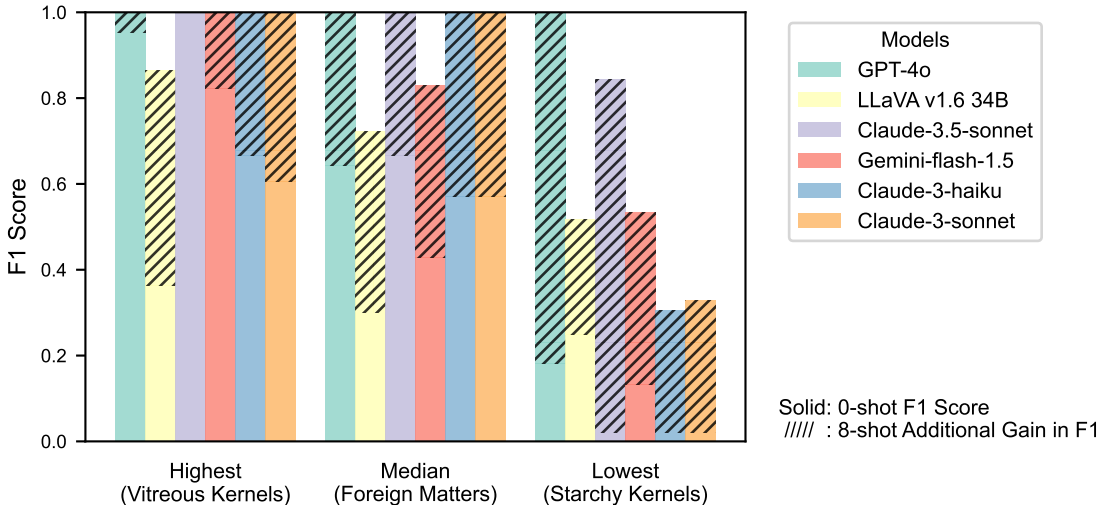 1.0
0.8
0.6
0.4
0.2
0.0
F1 Score
Highest
(Vitreous Kernels)
Median
(Foreign Matters)
Lowest
(Starchy Kernels)
Models
GPT-4o
LLaVA v1.6 34B
Claude-3.5-sonnet
Gemini-flash-1.5
Claude-3-haiku
Claude-3-sonnet
Solid: 0-shot F1 Score
///// : 8-shot Additional Gain in F1